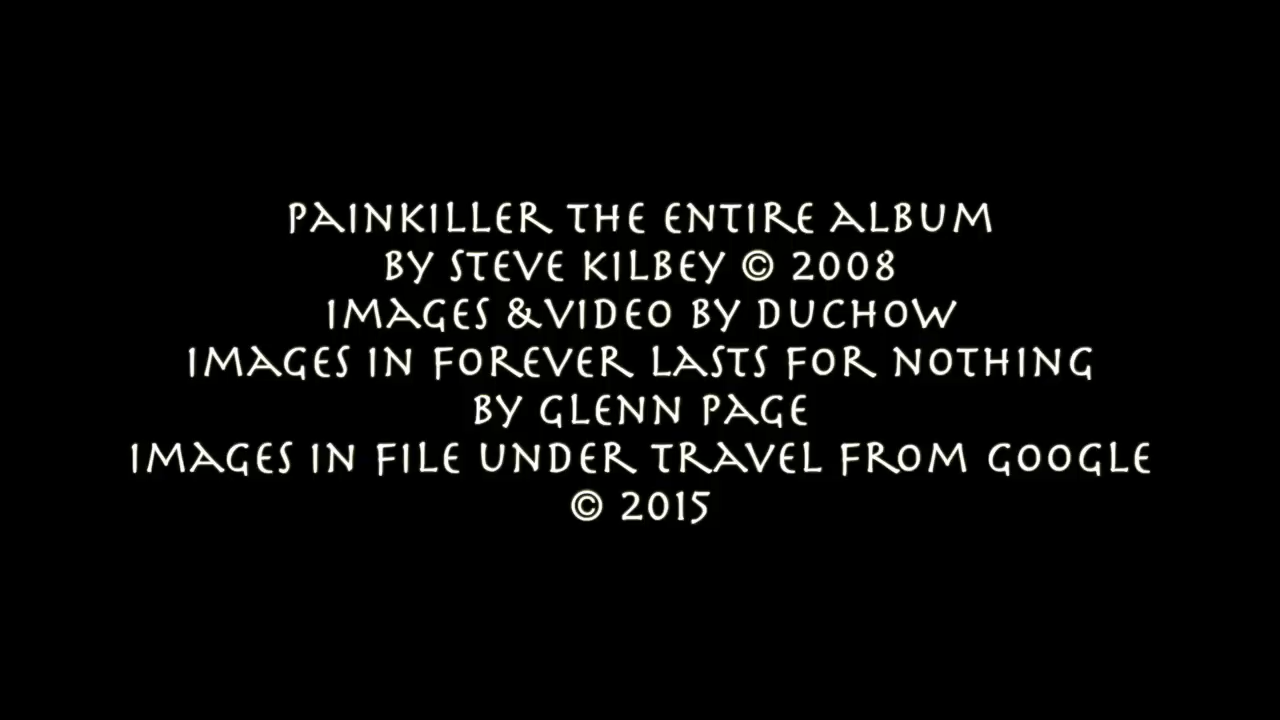 PAINKILLER THE ENTIRE ALBUM
BY STEVE KILBEY © 2008
IMAGES &VIDEO BY DUCHOW
IMAGES IN FOREVER LASTS FOR NOTHING
BY GLENN PAGE
IMAGES IN FILE UNDER TRAVEL FROM GOOGLE
© 2015